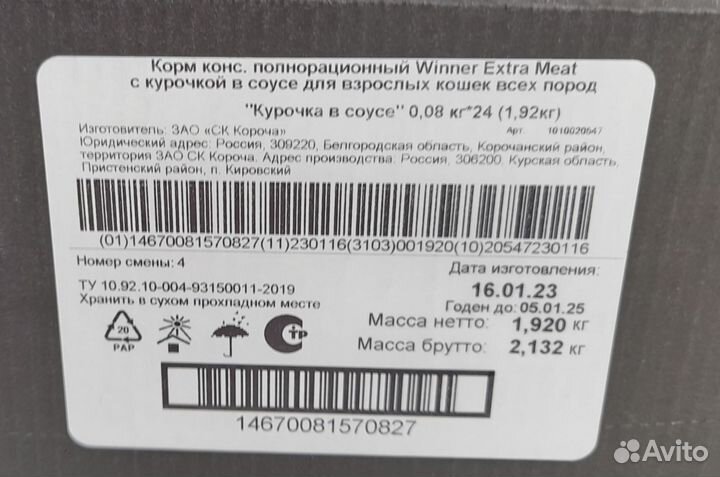 Корм конс. полнорационный Winner Extra Meat
с курочкой в соусе для взрослых кошек всех пород
"Курочка в соусе" 0,08 кг*24 (1,92кг)
Изготовитель: ЗАО «СК Короча» Арт. 1010020547
Юридический адрес: Россия, 309220, Белгородская область, Корочанский район,
территория ЗАО СК Короча. Адрес производства: Россия, 306200, Курская область,
Пристенский район, п. Кировский
(01)14670081570827(11)230116(3103)001920(10)20547230116
Номер смены: 4
Дата изготовления:
ТУ 10.92.10-004-93150011-2019
16.01.23
Хранить в сухом прохладном месте
Годен до: 05.01.25
Масса нетто: 1,920 кг
Масса брутто: 2,132 кг
20
PAP
СТР
14670081570827
Avito